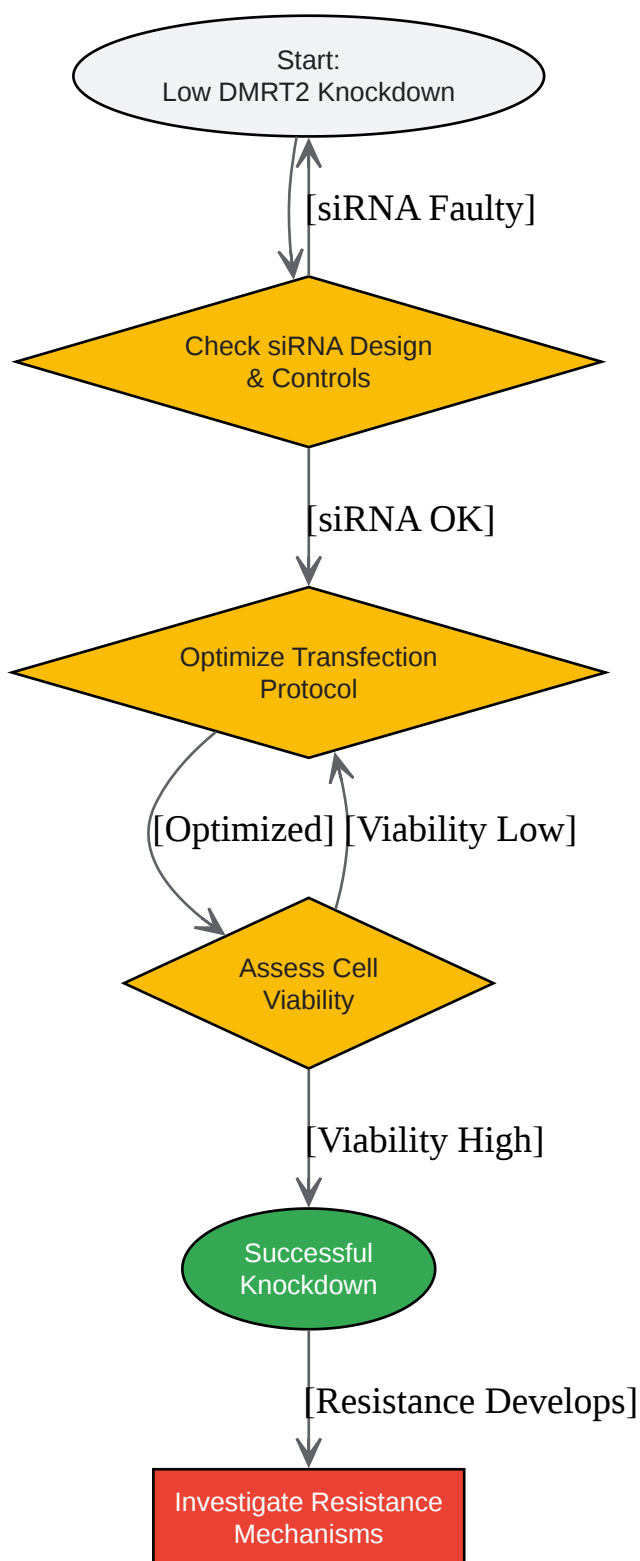 Start:
Low DMRT2 Knockdown
[siRNA Faulty]
Check siRNA Design
& Controls
[siRNA OK]
Optimize Transfection
Protocol
[Optimized]
[Viability Low]
Assess Cell
Viability
[Viability High]
Successful
Knockdown
[Resistance Develops]
Investigate Resistance
Mechanisms